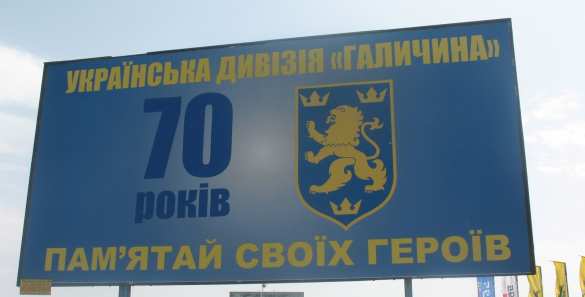 УКРАЇНСЬКА ДИВІЗІЯ «ГАЛИЧИНА»
70
років
ПАМ’ЯТАЙ СВОЇХ ГЕРОЇВ